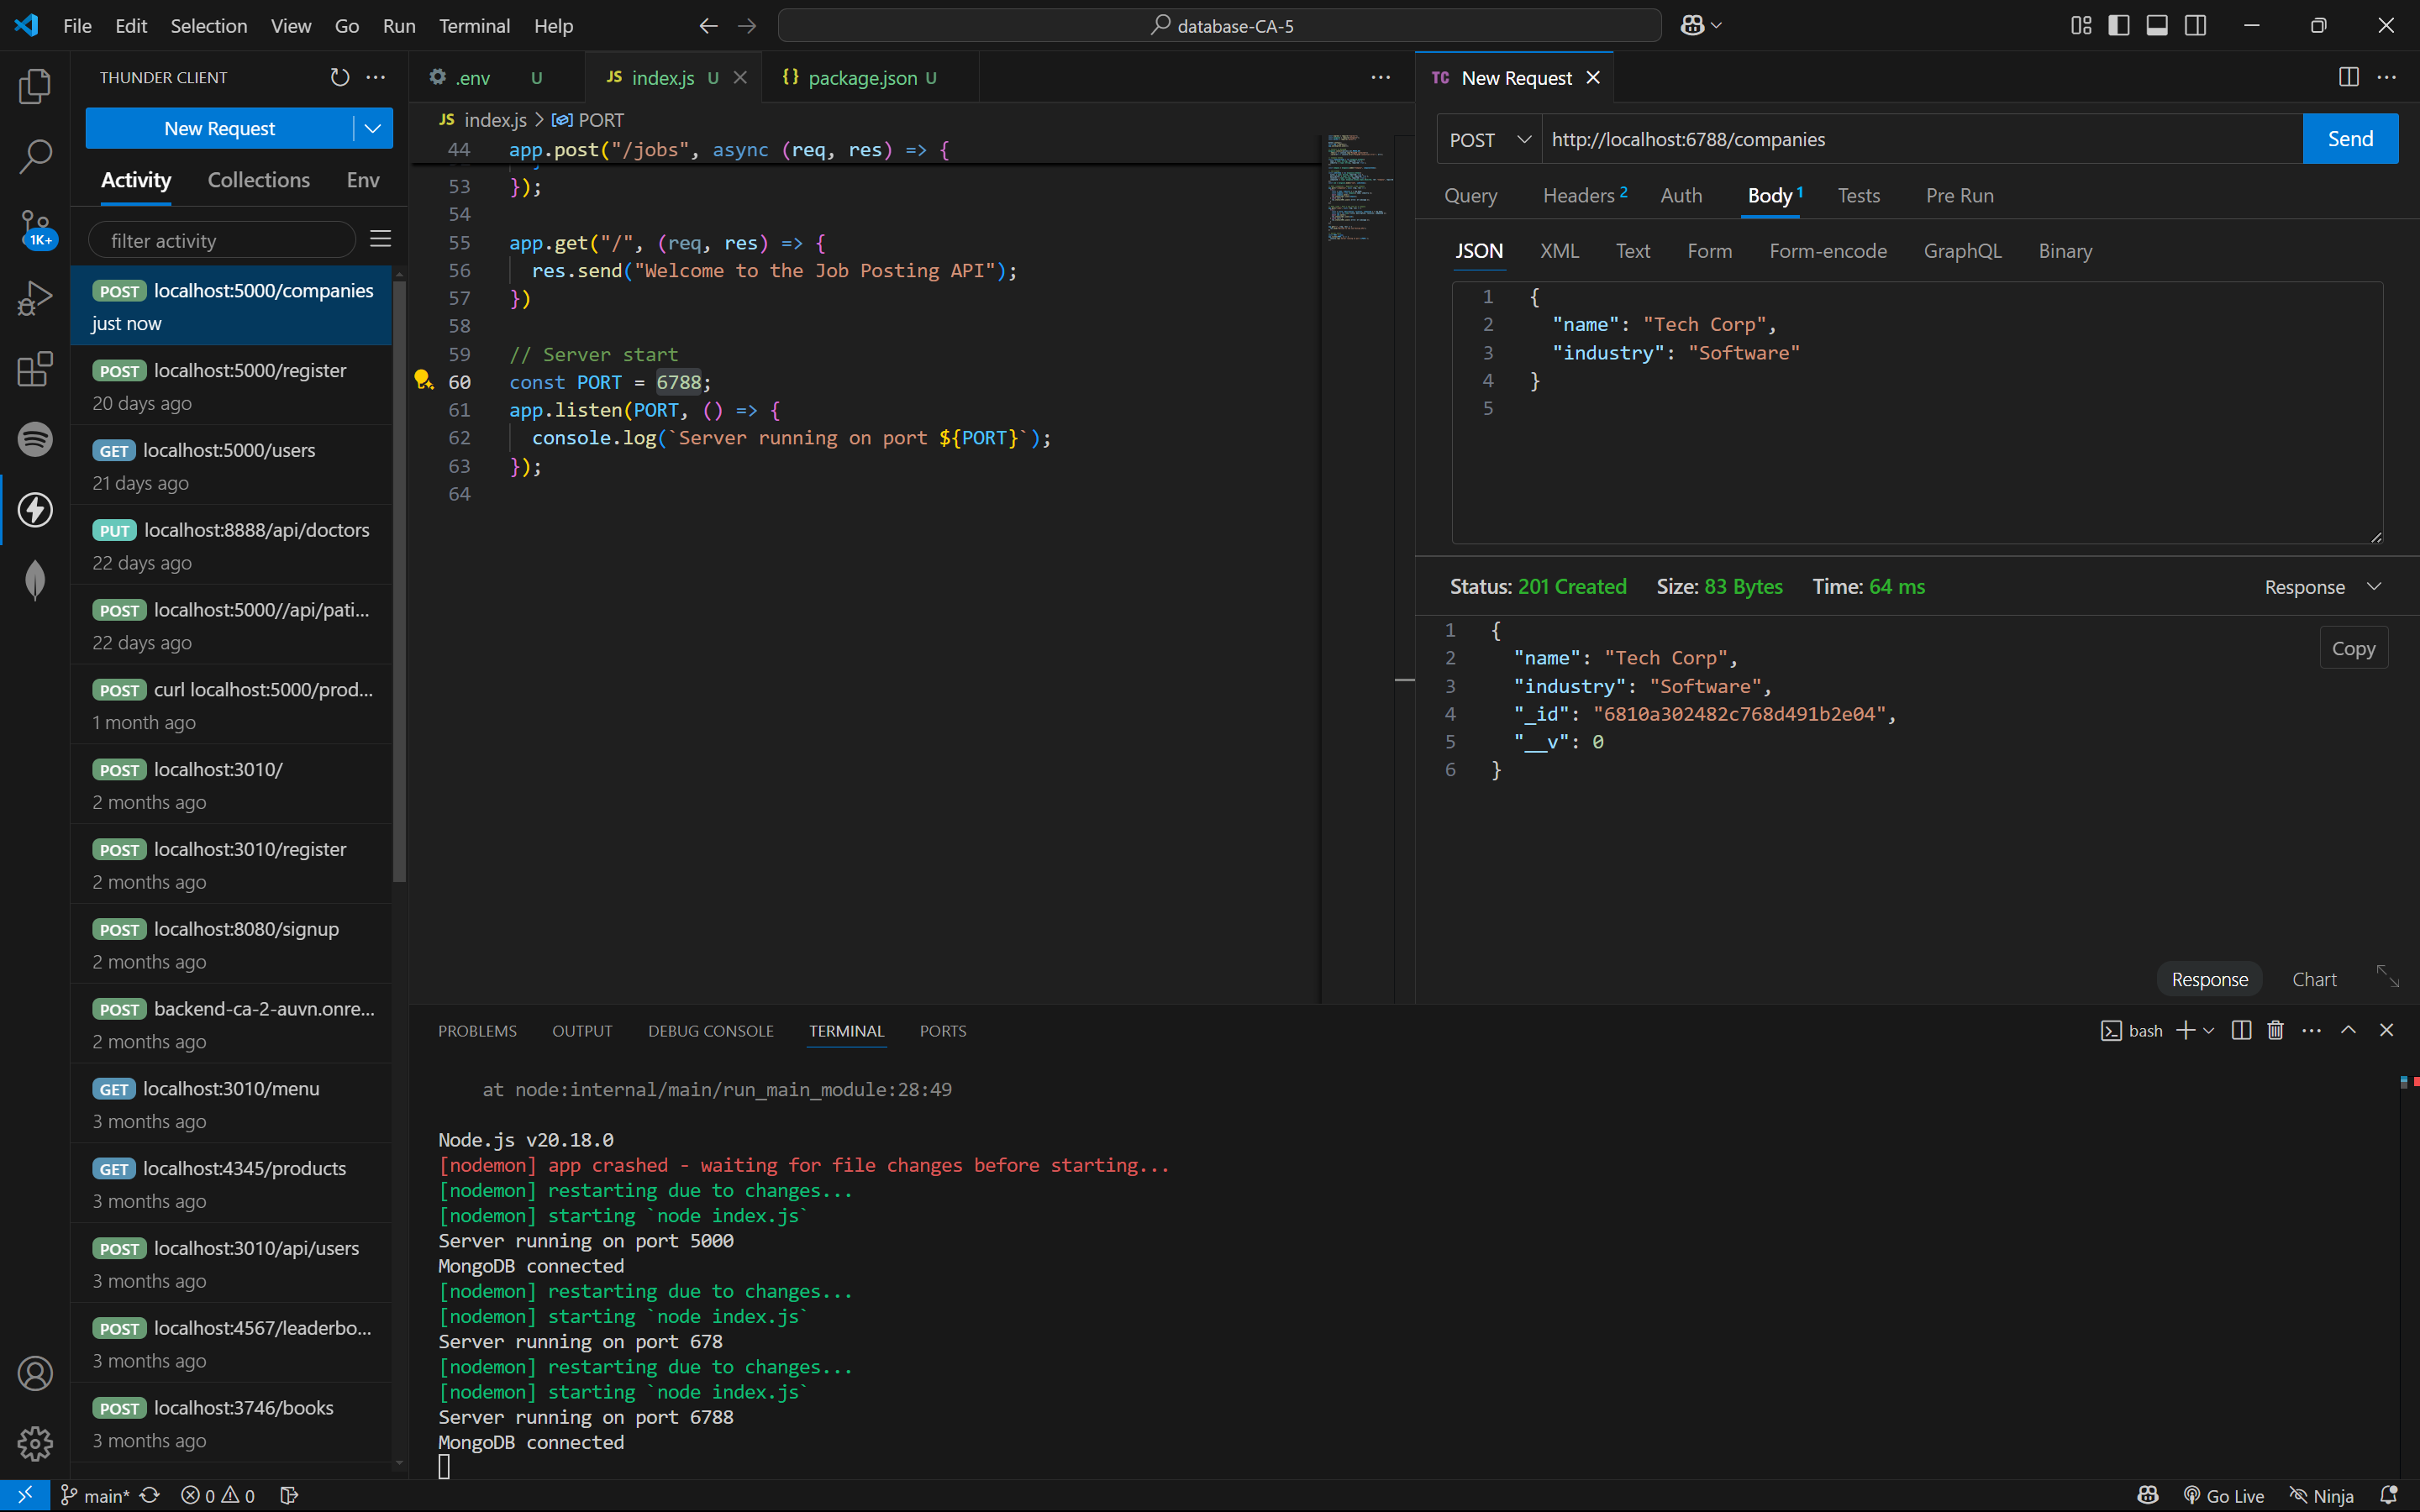 File Edit Selection View Go Run Terminal Help
database-CA-5
THUNDER CLIENT
New Request
Activity Collections Env
filter activity
1K+
POST localhost:5000/companies
just now
POST localhost:5000/register
20 days ago
GET localhost:5000/users
21 days ago
PUT localhost:8888/api/doctors
22 days ago
POST localhost:5000//api/pati...
22 days ago
POST curl localhost:5000/prod...
1 month ago
POST localhost:3010/
2 months ago
POST localhost:3010/register
2 months ago
POST localhost:8080/signup
2 months ago
POST backend-ca-2-auvn.onre...
2 months ago
GET localhost:3010/menu
3 months ago
GET localhost:4345/products
3 months ago
POST localhost:3010/api/users
3 months ago
POST localhost:4567/leaderbo...
3 months ago
POST localhost:3746/books
3 months ago
.env U JS index.js U {} package.json U
JS index.js > PORT
44 app.post("/jobs", async (req, res) => {
53 });
54
55 app.get("/", (req, res) => {
56 res.send("Welcome to the Job Posting API");
57 })
58
59 // Server start
60 const PORT = 6788;
61 app.listen(PORT, () => {
62 console.log(`Server running on port ${PORT}`);
63 });
64
TC New Request
POST http://localhost:6788/companies Send
Query Headers 2 Auth Body 1 Tests Pre Run
JSON XML Text Form Form-encode GraphQL Binary
1 {
2 "name": "Tech Corp",
3 "industry": "Software"
4 }
5
Status: 201 Created Size: 83 Bytes Time: 64 ms Response
1 {
2 "name": "Tech Corp",
3 "industry": "Software",
4 "_id": "6810a302482c768d491b2e04",
5 "__v": 0
6 }
Copy
Response Chart
PROBLEMS OUTPUT DEBUG CONSOLE TERMINAL PORTS
bash
at node:internal/main/run_main_module:28:49
Node.js v20.18.0
[nodemon] app crashed - waiting for file changes before starting...
[nodemon] restarting due to changes...
[nodemon] starting `node index.js`
Server running on port 5000
MongoDB connected
[nodemon] restarting due to changes...
[nodemon] starting `node index.js`
Server running on port 678
[nodemon] restarting due to changes...
[nodemon] starting `node index.js`
Server running on port 6788
MongoDB connected
main* 0 0
Go Live Ninja